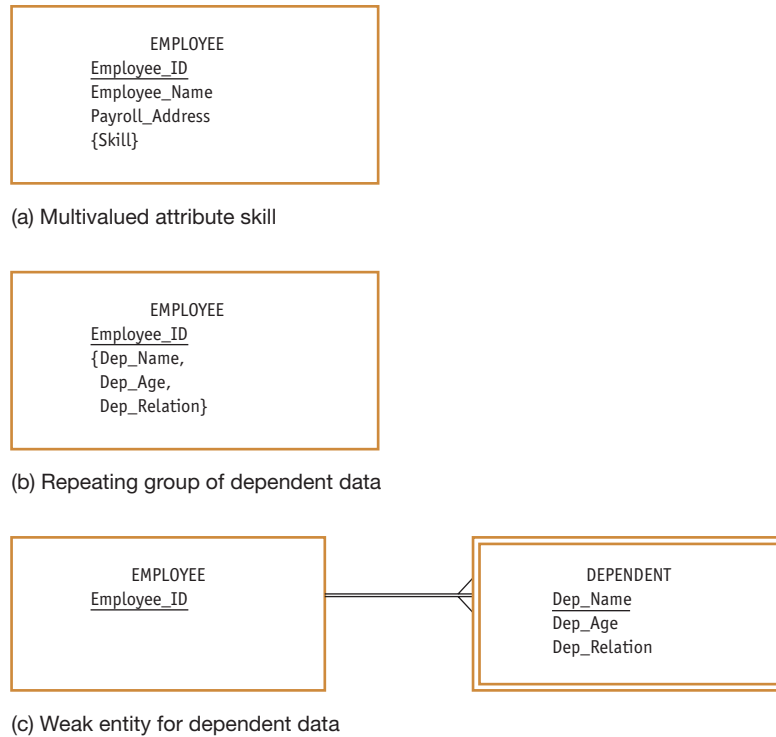 EMPLOYEE
Employee_ID
Employee_Name
Payroll_Address
{Skill}
(a) Multivalued attribute skill
EMPLOYEE
Employee_ID
{Dep_Name,
Dep_Age,
Dep_Relation}
(b) Repeating group of dependent data
EMPLOYEE
Employee_ID
DEPENDENT
Dep_Name
Dep_Age
Dep_Relation
(c) Weak entity for dependent data